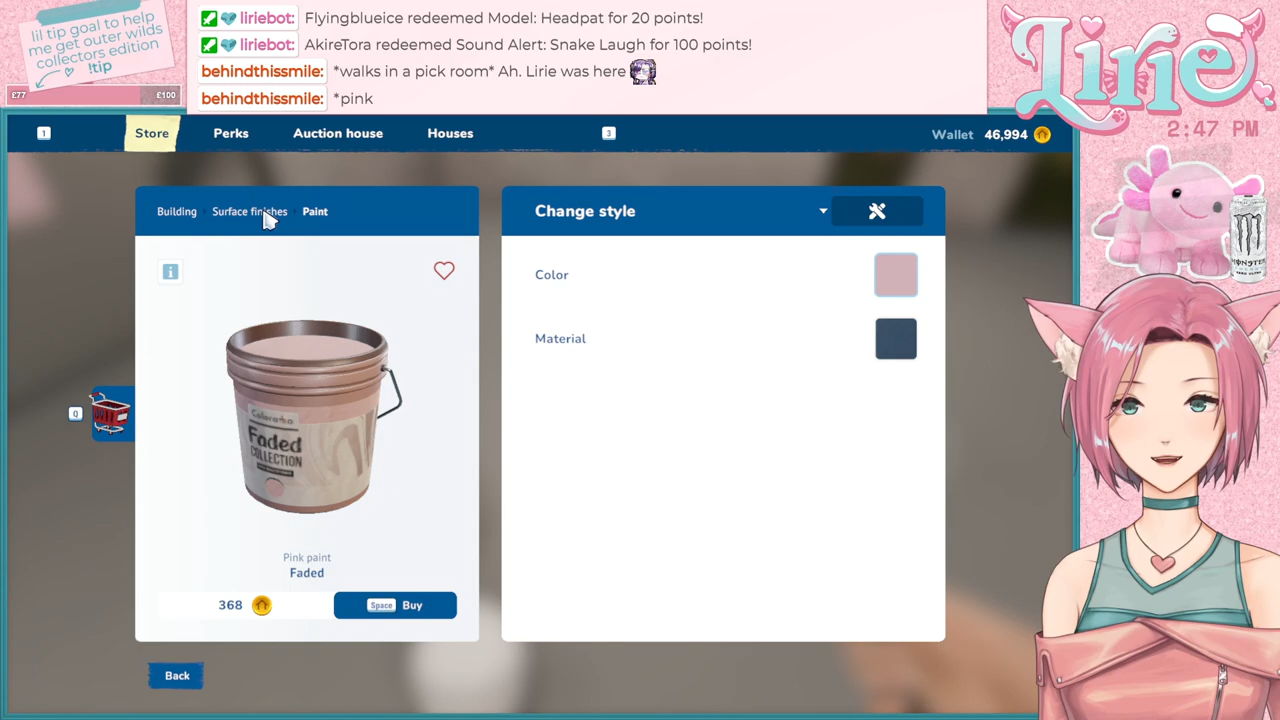 lil tip goal to help
me get outer wilds
collectors edition
!tip
£77
£100
liriebot: Flyingblueice redeemed Model: Headpat for 20 points!
liriebot: AkireTora redeemed Sound Alert: Snake Laugh for 100 points!
behindthissmile: *walks in a pick room* Ah. Lirie was here
behindthissmile: *pink
Lirie
2:47 PM
1
Store
Perks
Auction house
Houses
3
Wallet 46,994
Building
Surface finishes
Paint
Change style
Color
Material
Faded
COLLECTION
Pink paint
Faded
368
Space
Buy
Q
Back
MONSTER